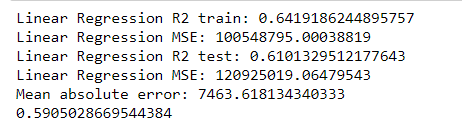 Linear Regression R2 train: 0.6419186244895757
Linear Regression MSE: 100548795.00038819
Linear Regression R2 test: 0.6101329512177643
Linear Regression MSE: 120925019.06479543
Mean absolute error: 7463.618134340333
0.5905028669544384